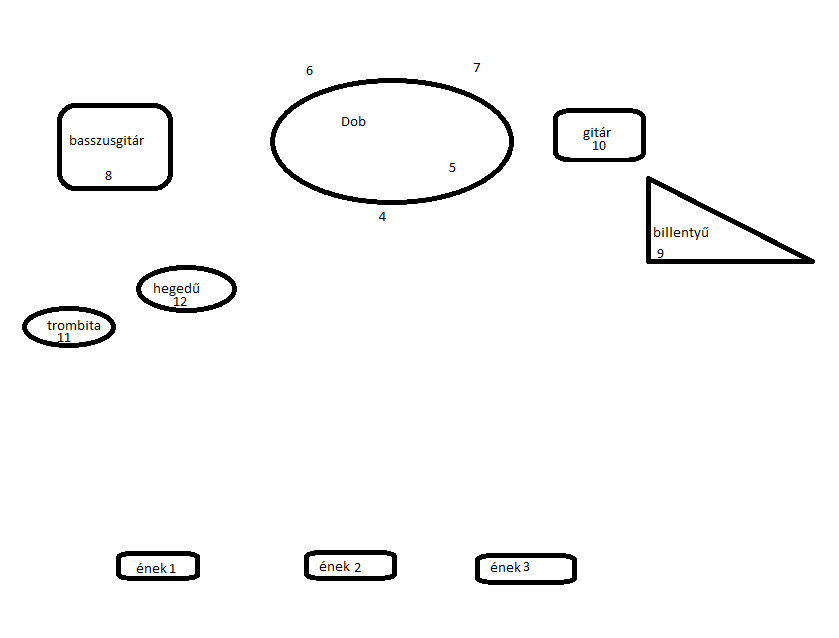 6
7
Dob
basszusgitár
8
5
4
gitár
10
billentyű
9
hegedű
12
trombita
11
ének 1
ének 2
ének 3